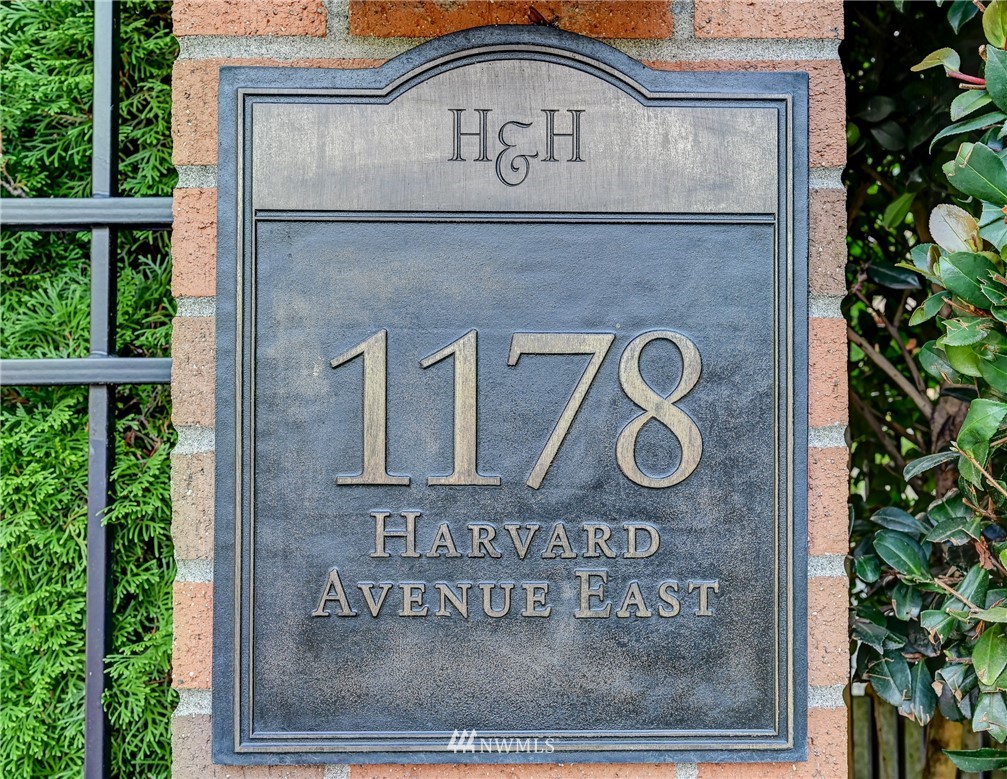 H&H
1178
HARVARD
AVENUE EAST
NWMLS